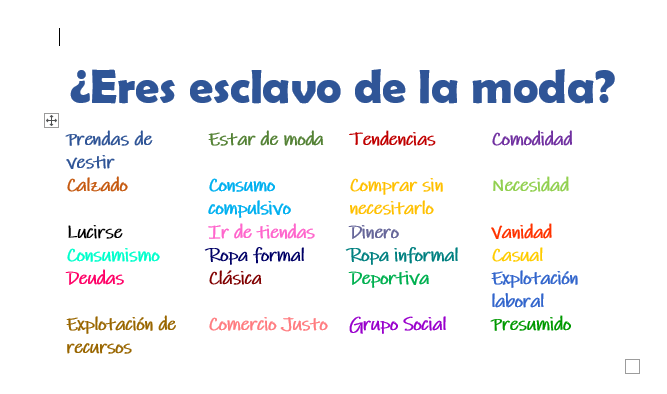 ¿Eres esclavo de la moda?
Prendas de vestir Estar de moda Tendencias Comodidad
Calzado Consumo compulsivo Comprar sin necesitarlo Necesidad
Lucirse Ir de tiendas Dinero Vanidad
Consumismo Ropa formal Ropa informal Casual
Deudas Clásica Deportiva Explotación laboral
Explotación de recursos Comercio Justo Grupo Social Presumido